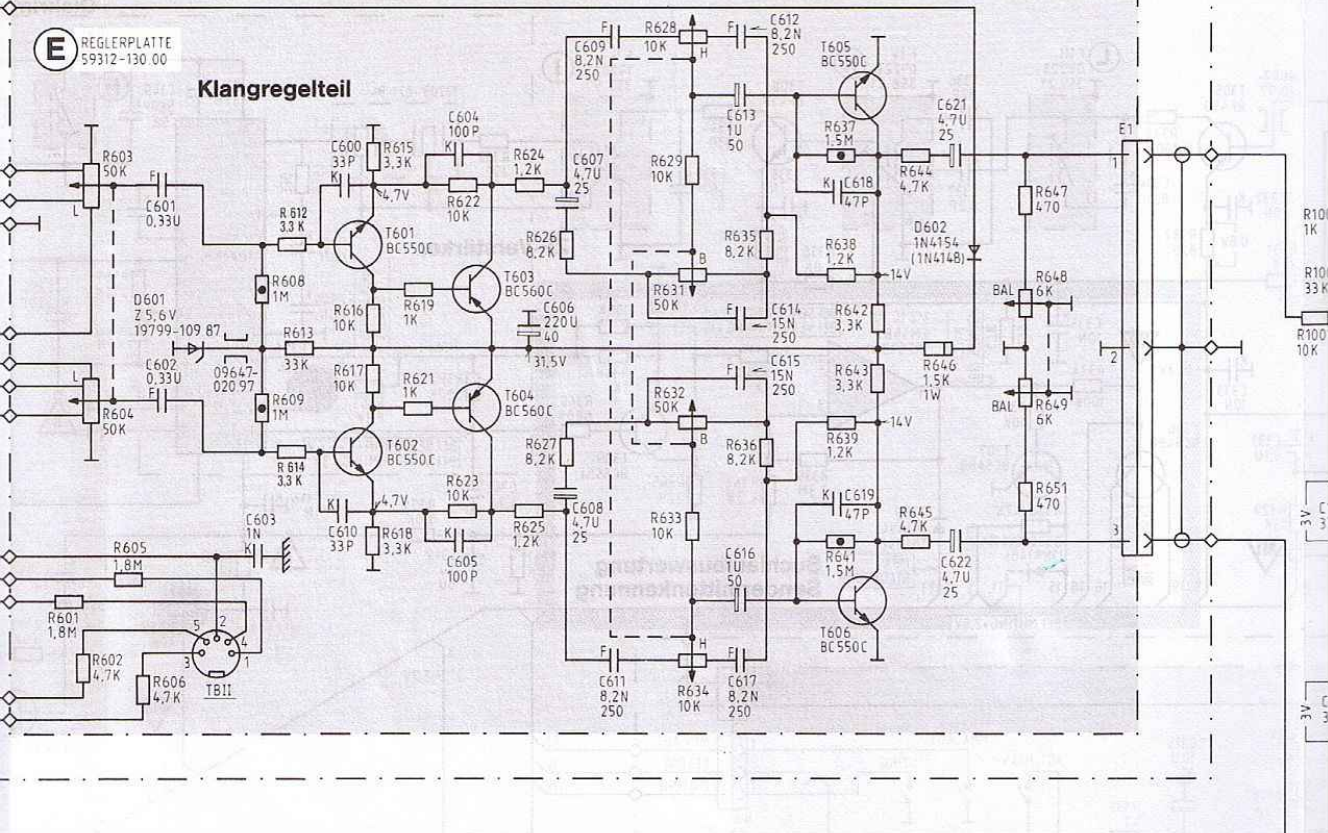 E
REGLERPLATTE
59312-130.00
Klangregelteil
R603
50K
L
F
C601
0,33U
C600
33P
K
R615
3,3K
C604
100P
K
R624
1,2K
C607
4,7U
25
4,7V
R622
10K
R 612
3,3 K
T601
BC550C
R608
1M
R616
10K
R619
1K
T603
BC560C
R626
8,2K
C606
220U
40
31,5V
D601
Z 5,6 V
19799-109 87
09647-
020 97
R613
33K
C602
0,33U
F
L
R604
50K
R609
1M
R617
10K
R621
1K
T604
BC560C
T602
BC550C
R 614
3,3 K
R627
8,2K
4,7V
R623
10K
K
C610
33P
R618
3,3K
K
C605
100P
R625
1,2K
C608
4,7U
25
C603
1N
K
R605
1,8M
R601
1,8M
R602
4,7K
R606
4,7K
5
2
4
3
1
TBII
C609
8,2N
250
F
R628
10K
H
F
C612
8,2N
250
C613
1U
50
R629
10K
T605
BC550C
R637
1,5M
K
C618
47P
R644
4,7K
C621
4,7U
25
R635
8,2K
R638
1,2K
14V
B
R631
50K
F
C614
15N
250
R642
3,3K
D602
1N4154
(1N4148)
R647
470
R648
6K
BAL
C615
15N
250
F
R643
3,3K
R646
1,5K
1W
R632
50K
B
R636
8,2K
14V
R639
1,2K
BAL
R649
6K
R633
10K
K
C619
47P
R645
4,7K
R651
470
C616
1U
50
R641
1,5M
C622
4,7U
25
T606
BC550C
F
C611
8,2N
250
H
R634
10K
F
C617
8,2N
250
E1
1
2
3
1K
33K
10K
3V
3V